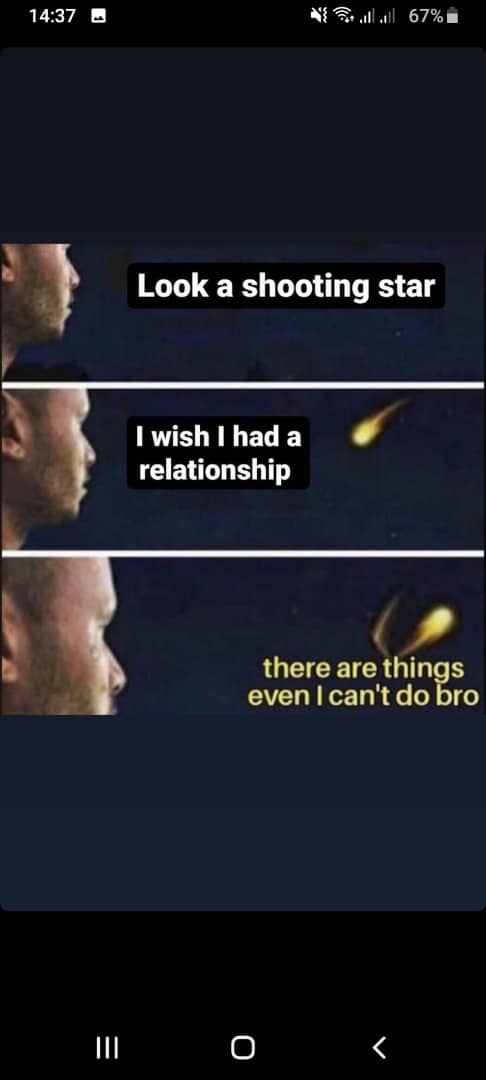 14:37
67%
Look a shooting star
I wish I had a
relationship
there are things
even I can't do bro